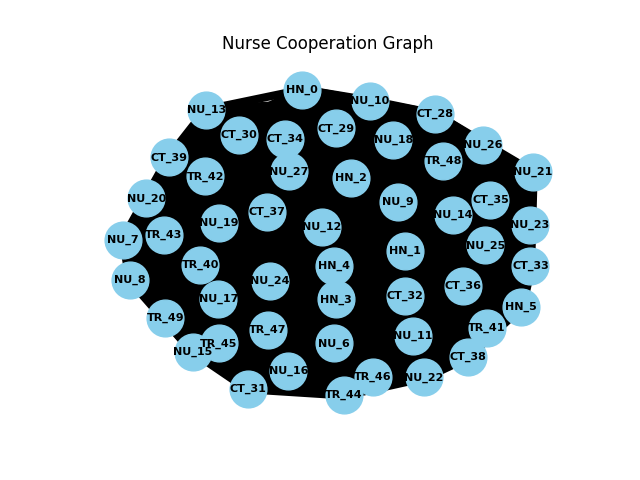 Nurse Cooperation Graph
HN_0
NU_10
NU_13
CT_28
CT_29
CT_30
CT_34
NU_18
NU_26
CT_39
TR_48
NU_27
NU_21
TR_42
HN_2
NU_20
NU_9
CT_35
CT_37
NU_14
NU_19
NU_23
NU_12
TR_43
NU_7
NU_25
HN_1
TR_40
HN_4
CT_33
NU_8
NU_24
CT_36
NU_17
HN_3
CT_32
HN_5
TR_49
TR_41
TR_47
NU_11
TR_45
NU_6
NU_15
CT_38
NU_16
TR_46
NU_22
CT_31
TR_44